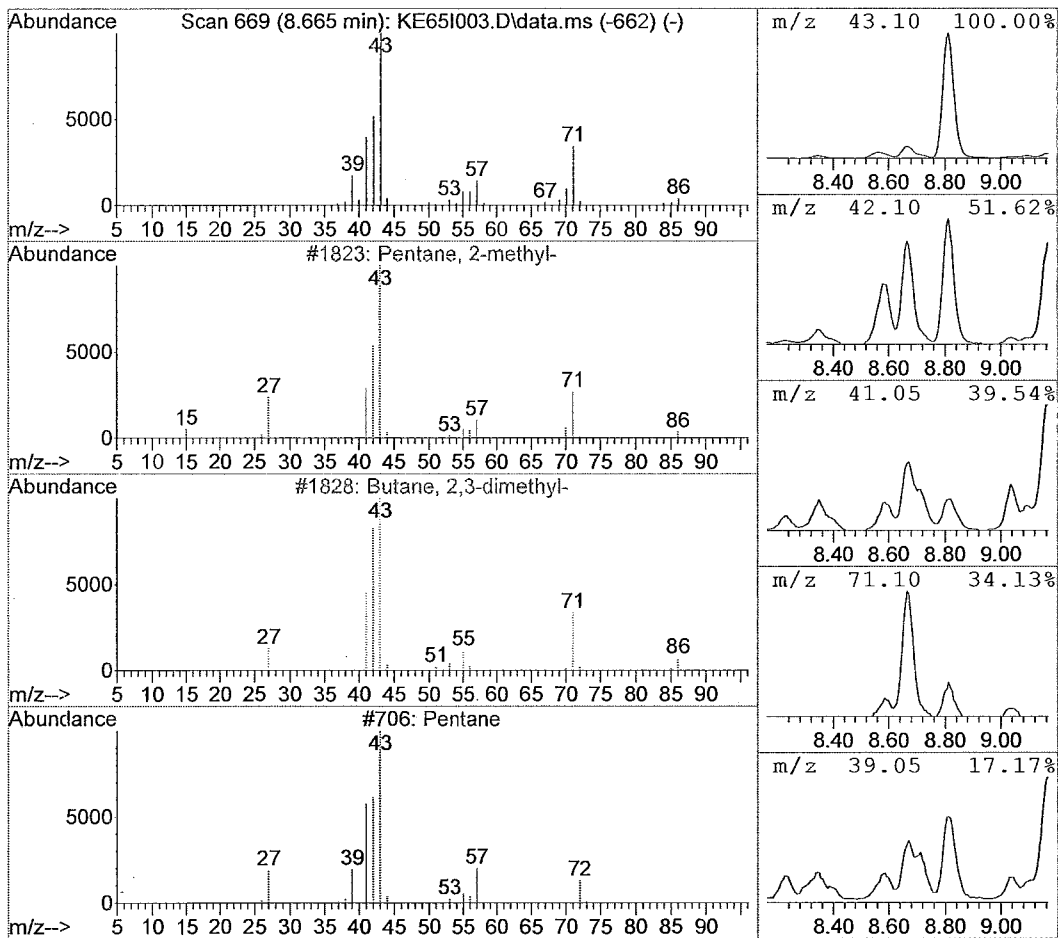 Abundance Scan 669 (8.665 min): KE65I003.D\data.ms (-662) (-)
43
5000
39 53 57 67 71 86
0
m/z--> 5 10 15 20 25 30 35 40 45 50 55 60 65 70 75 80 85 90
Abundance #1823: Pentane, 2-methyl-
43
5000
15 27 53 57 71 86
0
m/z--> 5 10 15 20 25 30 35 40 45 50 55 60 65 70 75 80 85 90
Abundance #1828: Butane, 2,3-dimethyl-
43
5000
27 51 55 71 86
0
m/z--> 5 10 15 20 25 30 35 40 45 50 55 60 65 70 75 80 85 90
Abundance #706: Pentane
43
5000
27 39 53 57 72
0
m/z--> 5 10 15 20 25 30 35 40 45 50 55 60 65 70 75 80 85 90
m/z 43.10 100.00%
8.40 8.60 8.80 9.00
m/z 42.10 51.62%
8.40 8.60 8.80 9.00
m/z 41.05 39.54%
8.40 8.60 8.80 9.00
m/z 71.10 34.13%
8.40 8.60 8.80 9.00
m/z 39.05 17.17%
8.40 8.60 8.80 9.00